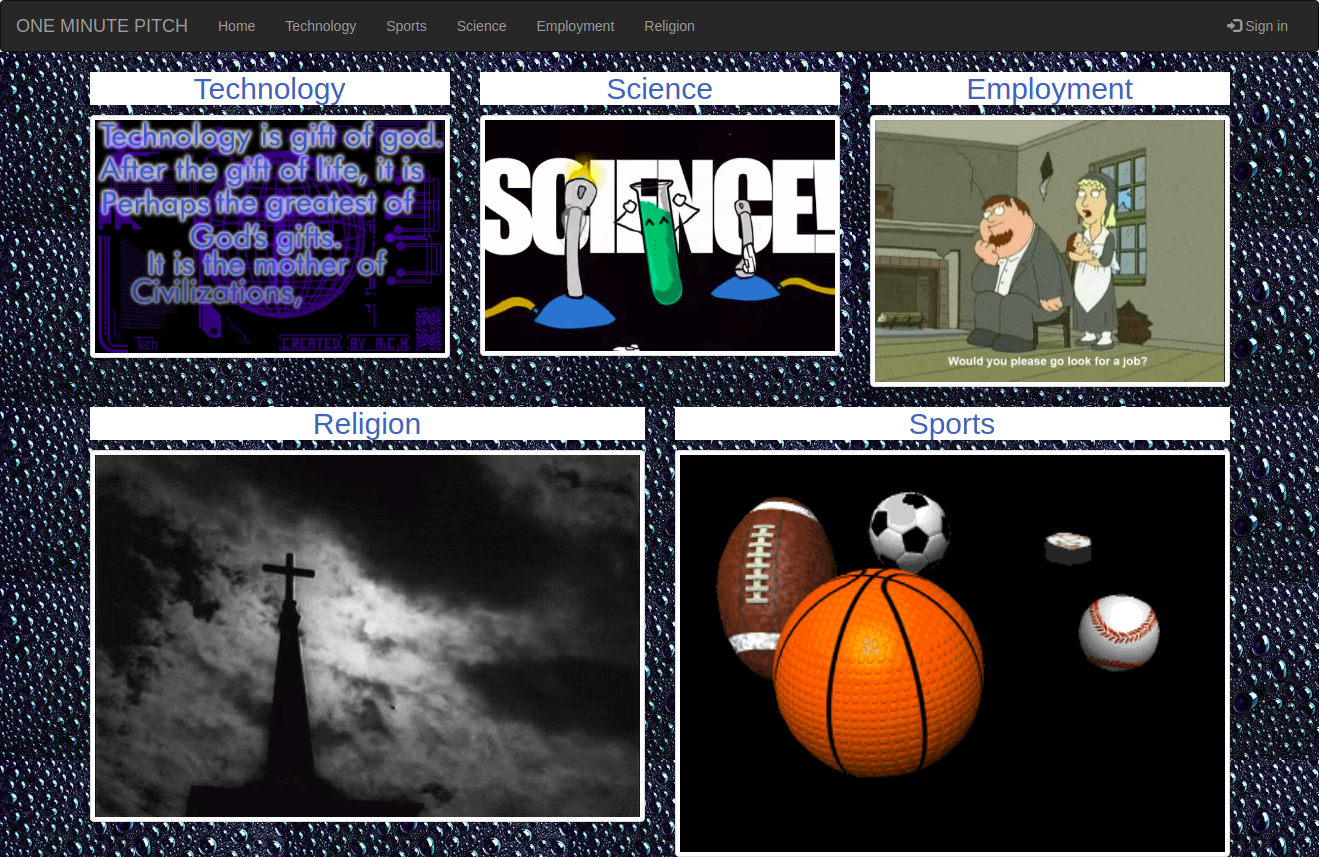 ONE MINUTE PITCH Home Technology Sports Science Employment Religion Sign in
Technology Science Employment
Technology is gift of god.
After the gift of life, it is
Perhaps the greatest of
God's gifts.
It is the mother of
Civilizations,
Tech
CREATED BY A.C.K
SCIENCE!
Would you please go look for a job?
Religion Sports